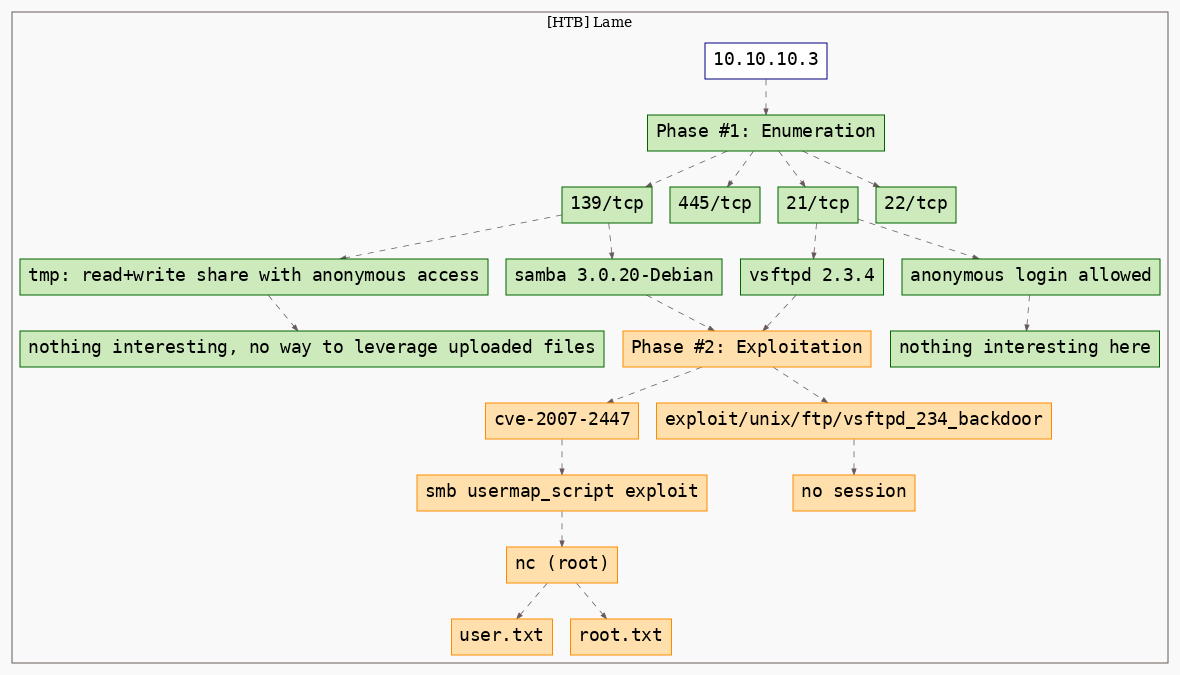 [HTB] Lame
10.10.10.3
Phase #1: Enumeration
139/tcp
445/tcp
21/tcp
22/tcp
tmp: read+write share with anonymous access
samba 3.0.20-Debian
vsftpd 2.3.4
anonymous login allowed
nothing interesting, no way to leverage uploaded files
Phase #2: Exploitation
nothing interesting here
cve-2007-2447
exploit/unix/ftp/vsftpd_234_backdoor
smb usermap_script exploit
no session
nc (root)
user.txt
root.txt